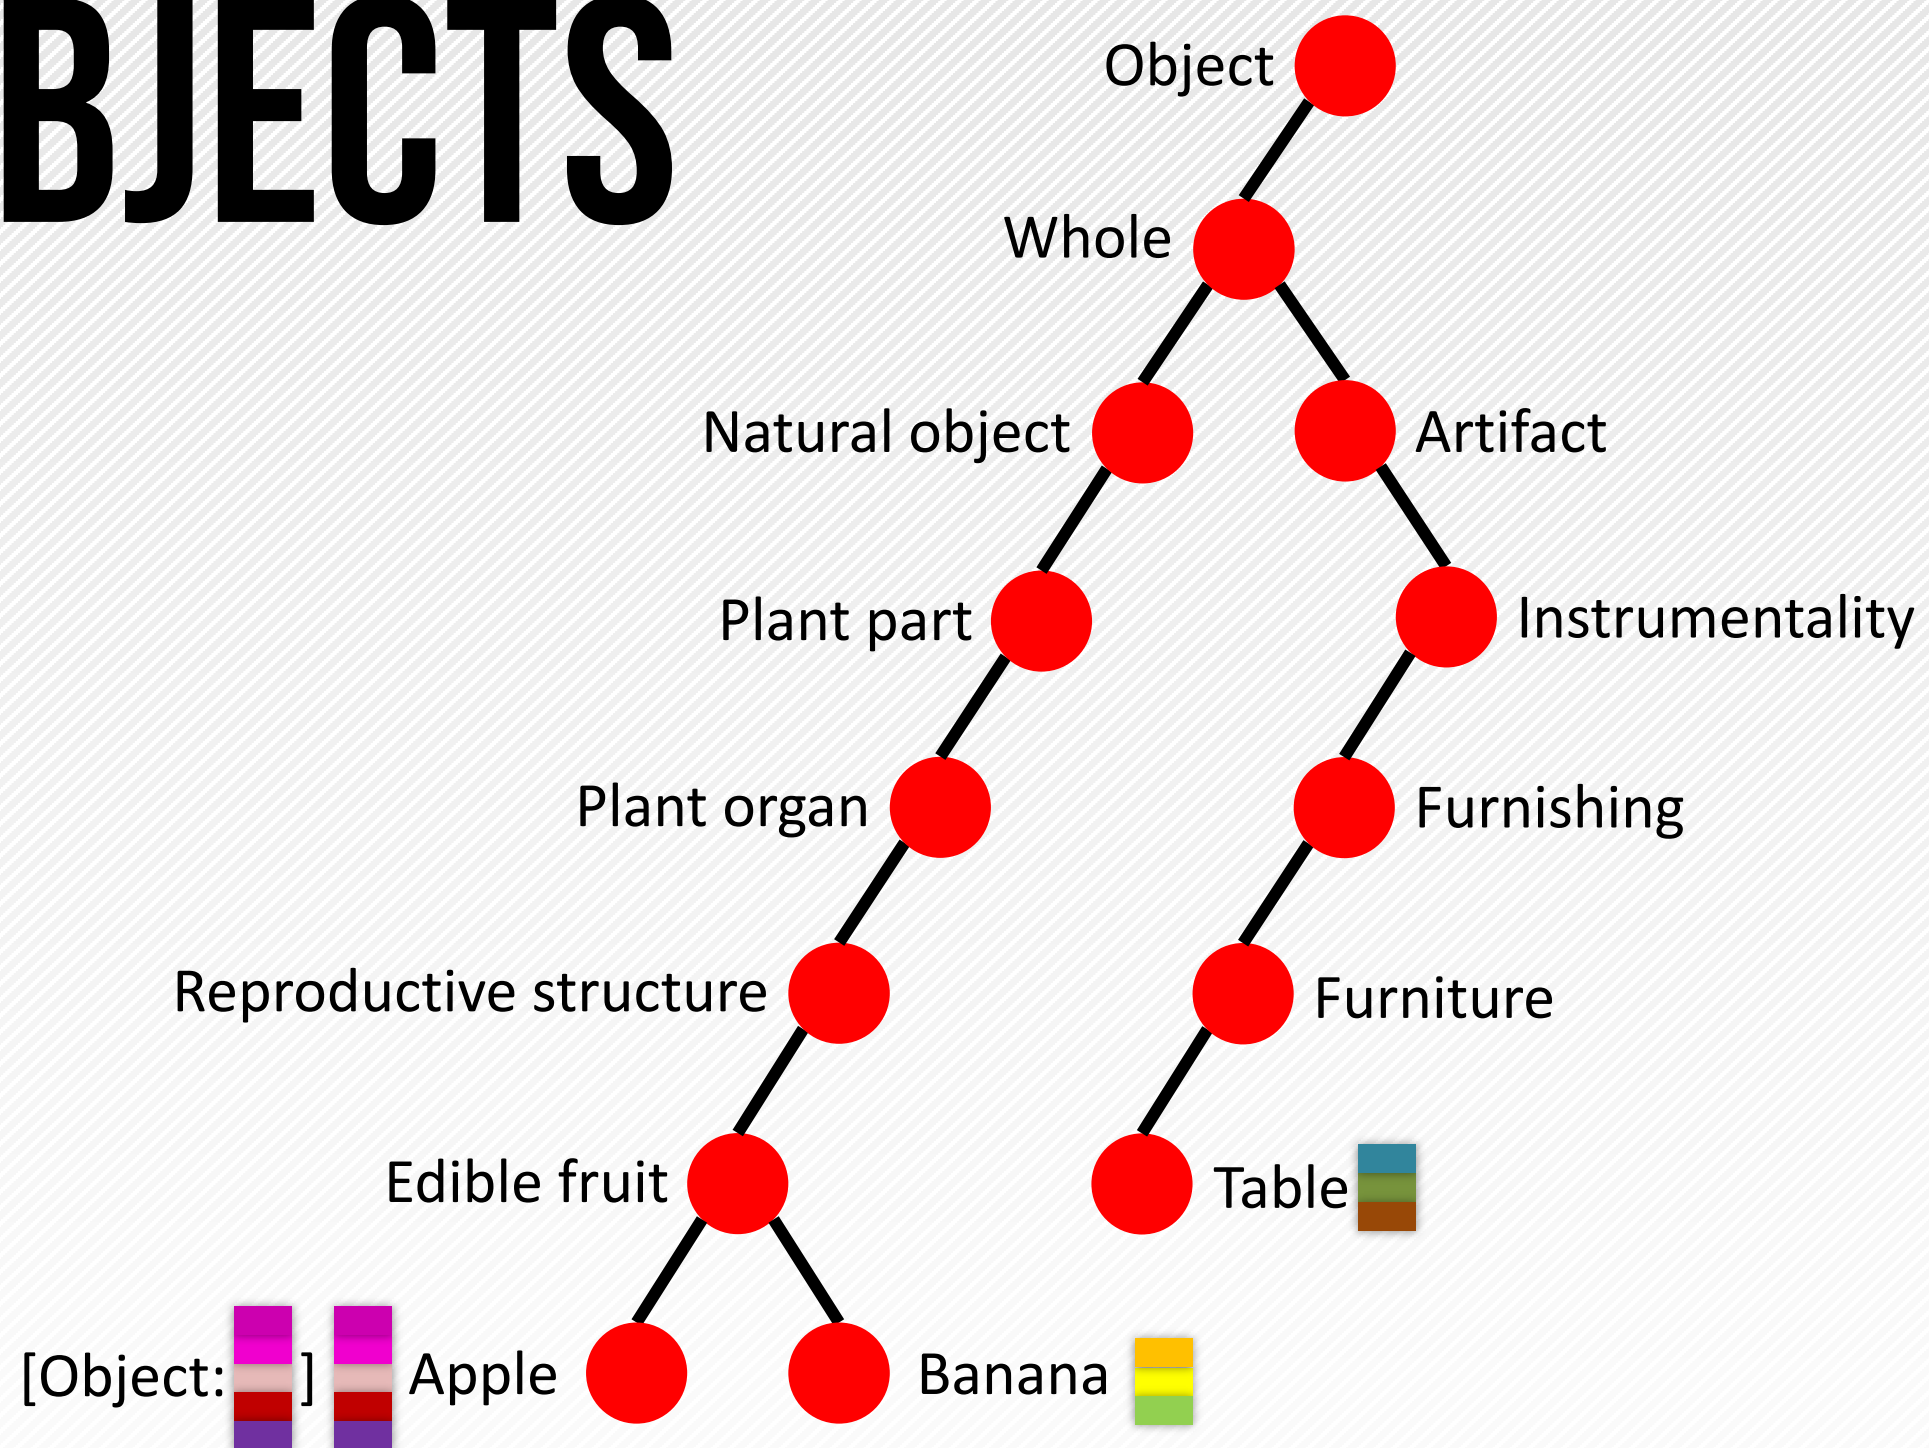 BJECTS
Object
Whole
Natural object
Artifact
Plant part
Instrumentality
Plant organ
Furnishing
Reproductive structure
Furniture
Edible fruit
Table
[Object: ]
Apple
Banana